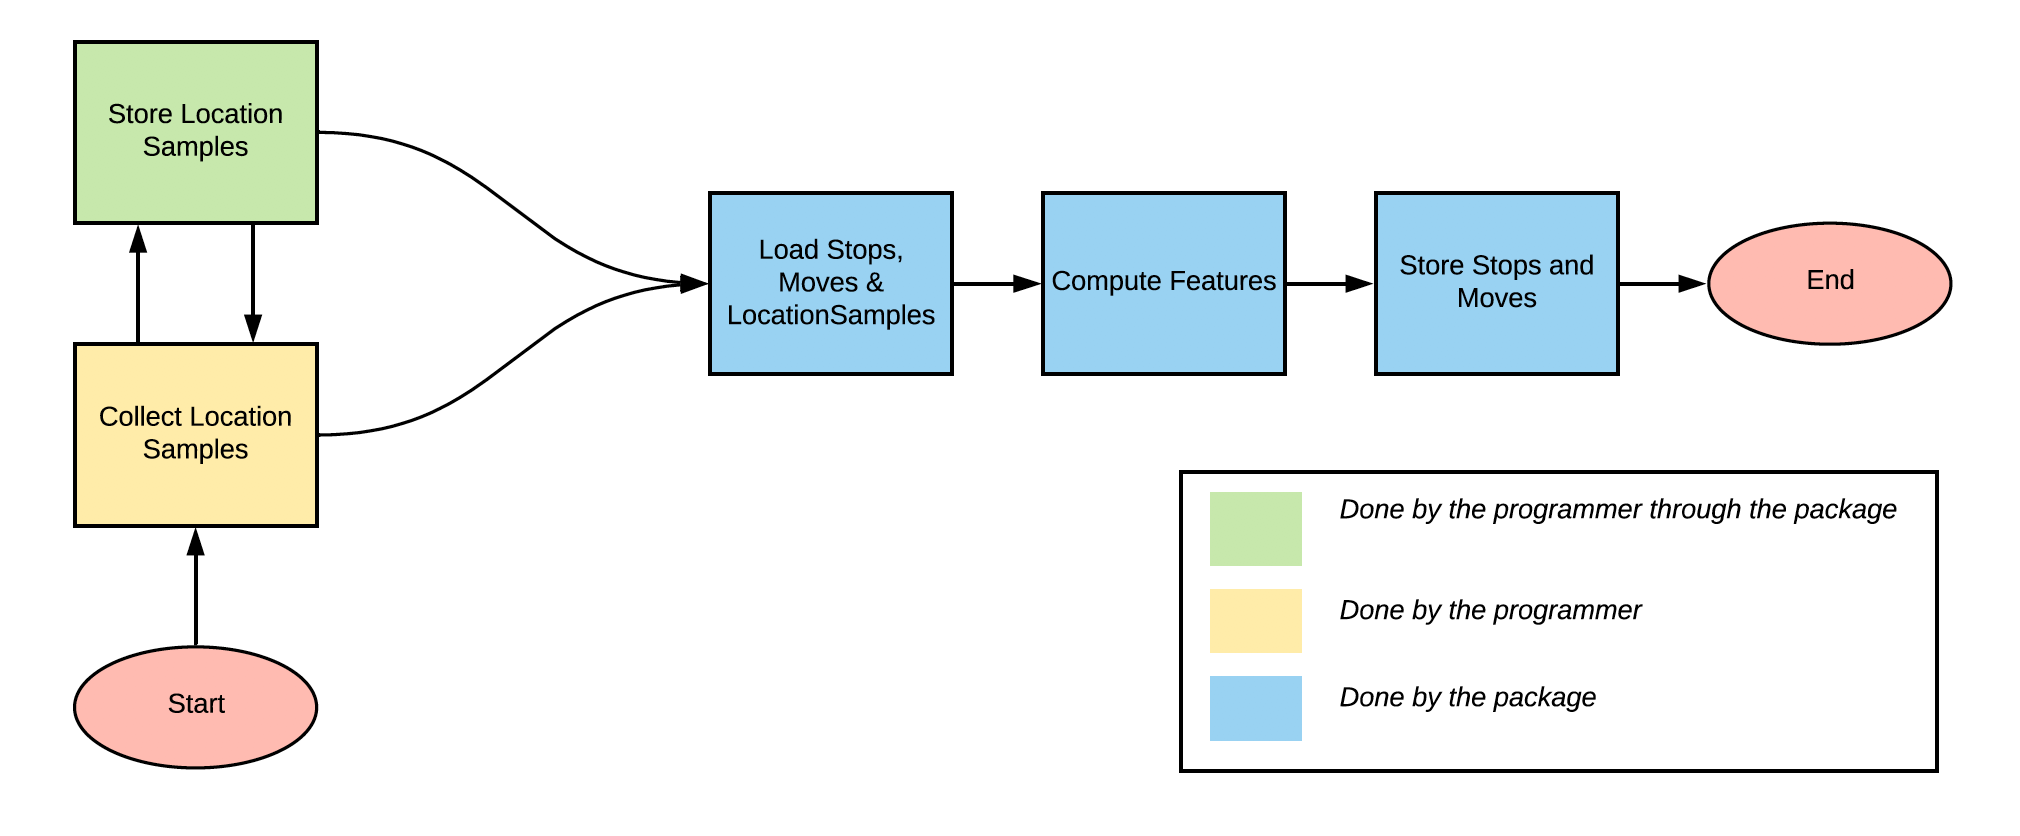 Store Location
Samples
Collect Location
Samples
Start
Load Stops,
Moves &
LocationSamples
Compute Features
Store Stops and
Moves
End
Done by the programmer through the package
Done by the programmer
Done by the package